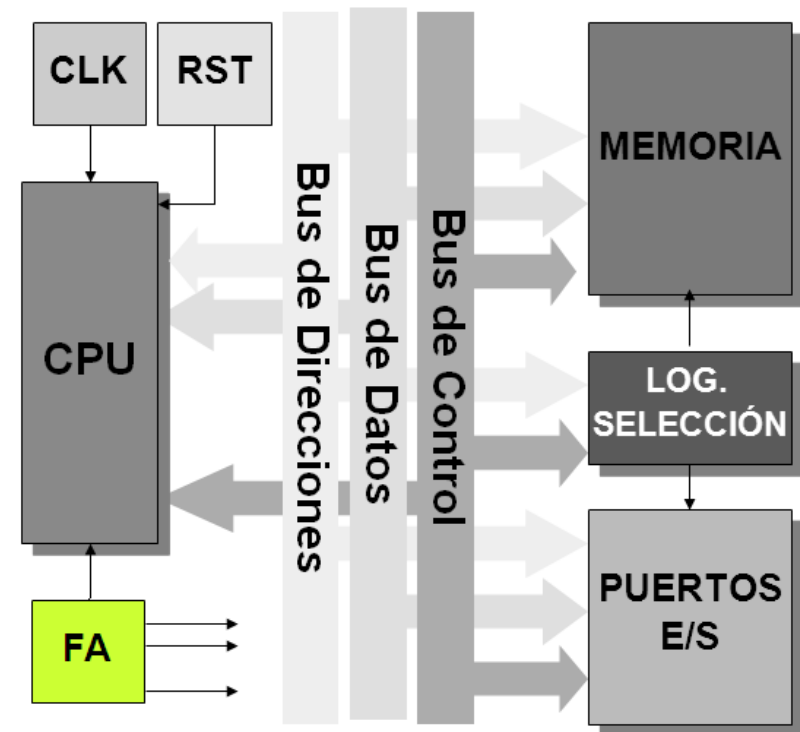 CLK
RST
CPU
FA
Bus de Direcciones
Bus de Datos
Bus de Control
MEMORIA
LOG.
SELECCIÓN
PUERTOS
E/S